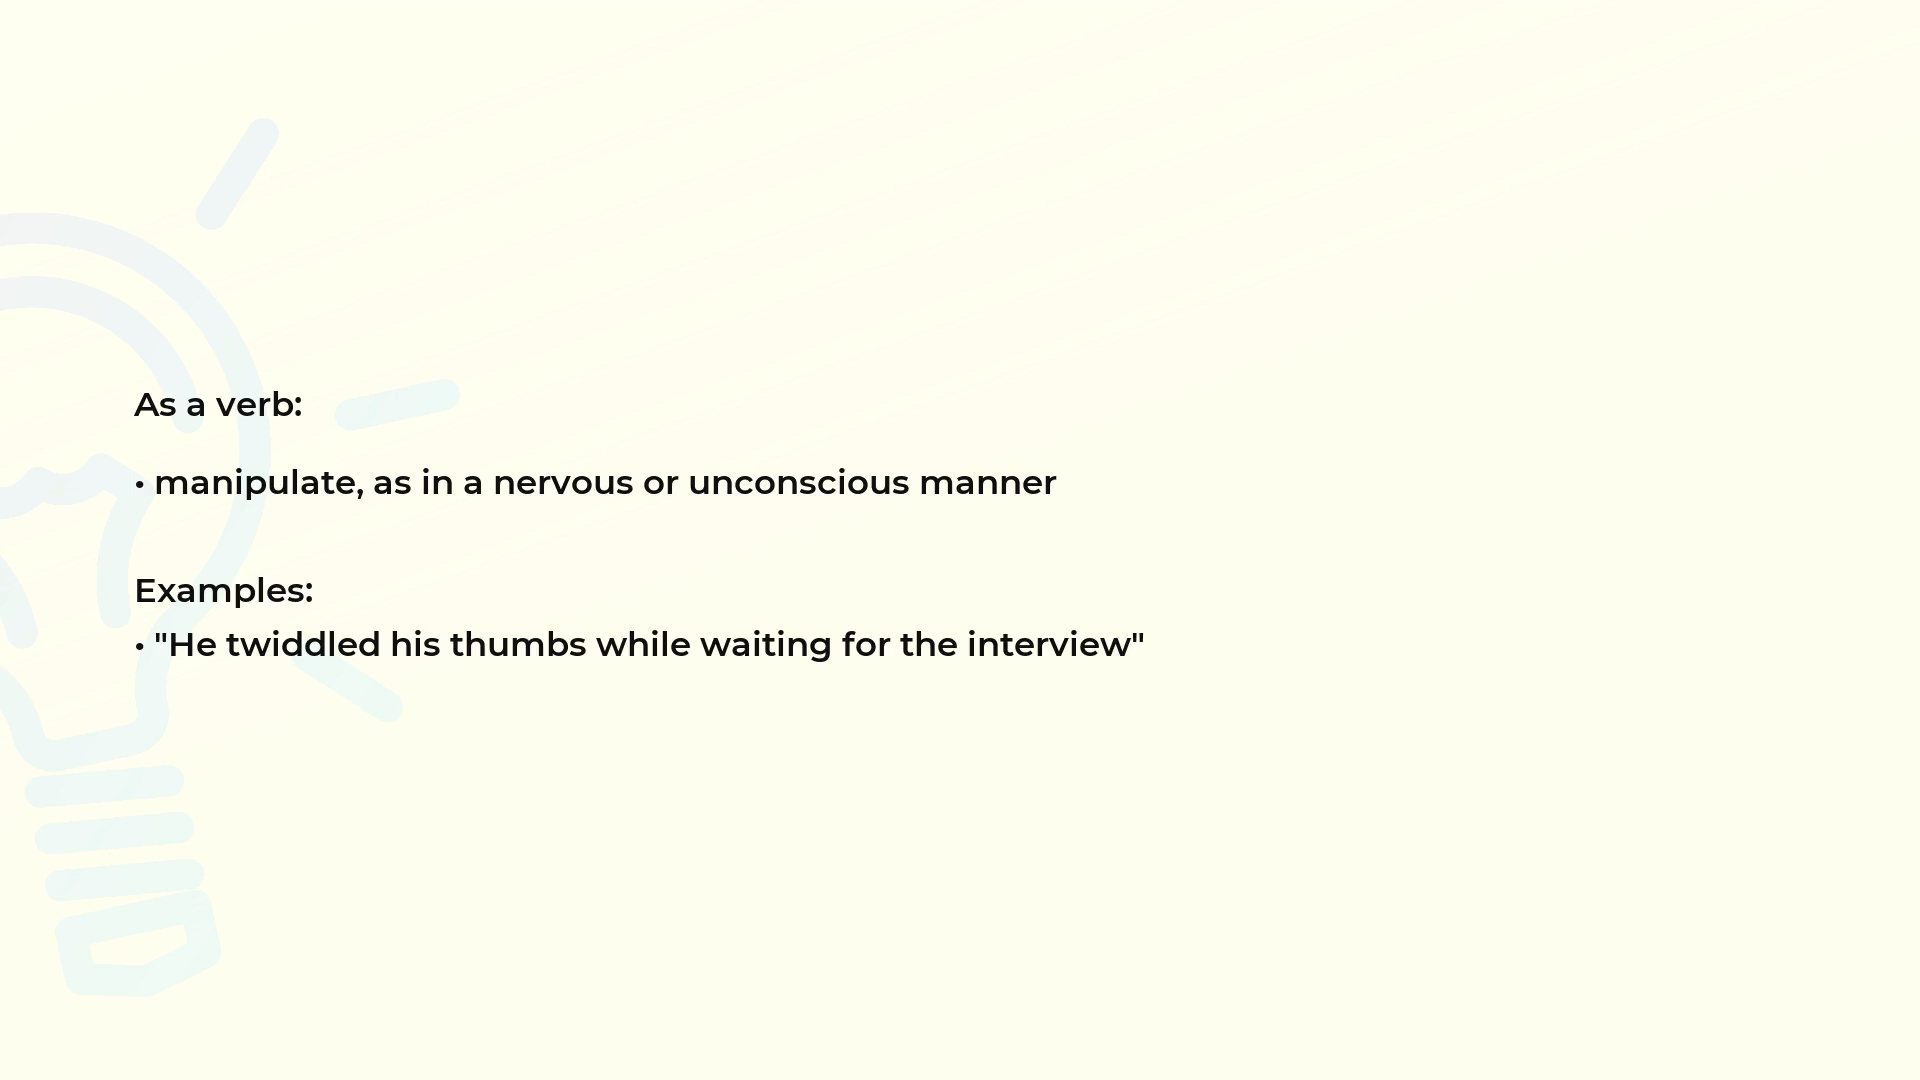 As a verb:
• manipulate, as in a nervous or unconscious manner
Examples:
• "He twiddled his thumbs while waiting for the interview"